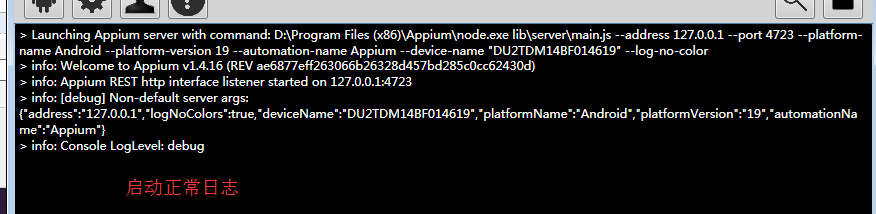 > Launching Appium server with command: D:\Program Files (x86)\Appium\node.exe lib\server\main.js --address 127.0.0.1 --port 4723 --platform-
name Android --platform-version 19 --automation-name Appium --device-name "DU2TDM14BF014619" --log-no-color
> info: Welcome to Appium v1.4.16 (REV ae6877eff263066b26328d457bd285c0cc62430d)
> info: Appium REST http interface listener started on 127.0.0.1:4723
> info: [debug] Non-default server args:
{"address":"127.0.0.1","logNoColors":true,"deviceName":"DU2TDM14BF014619","platformName":"Android","platformVersion":"19","automationNa
me":"Appium"}
> info: Console LogLevel: debug
启动正常日志